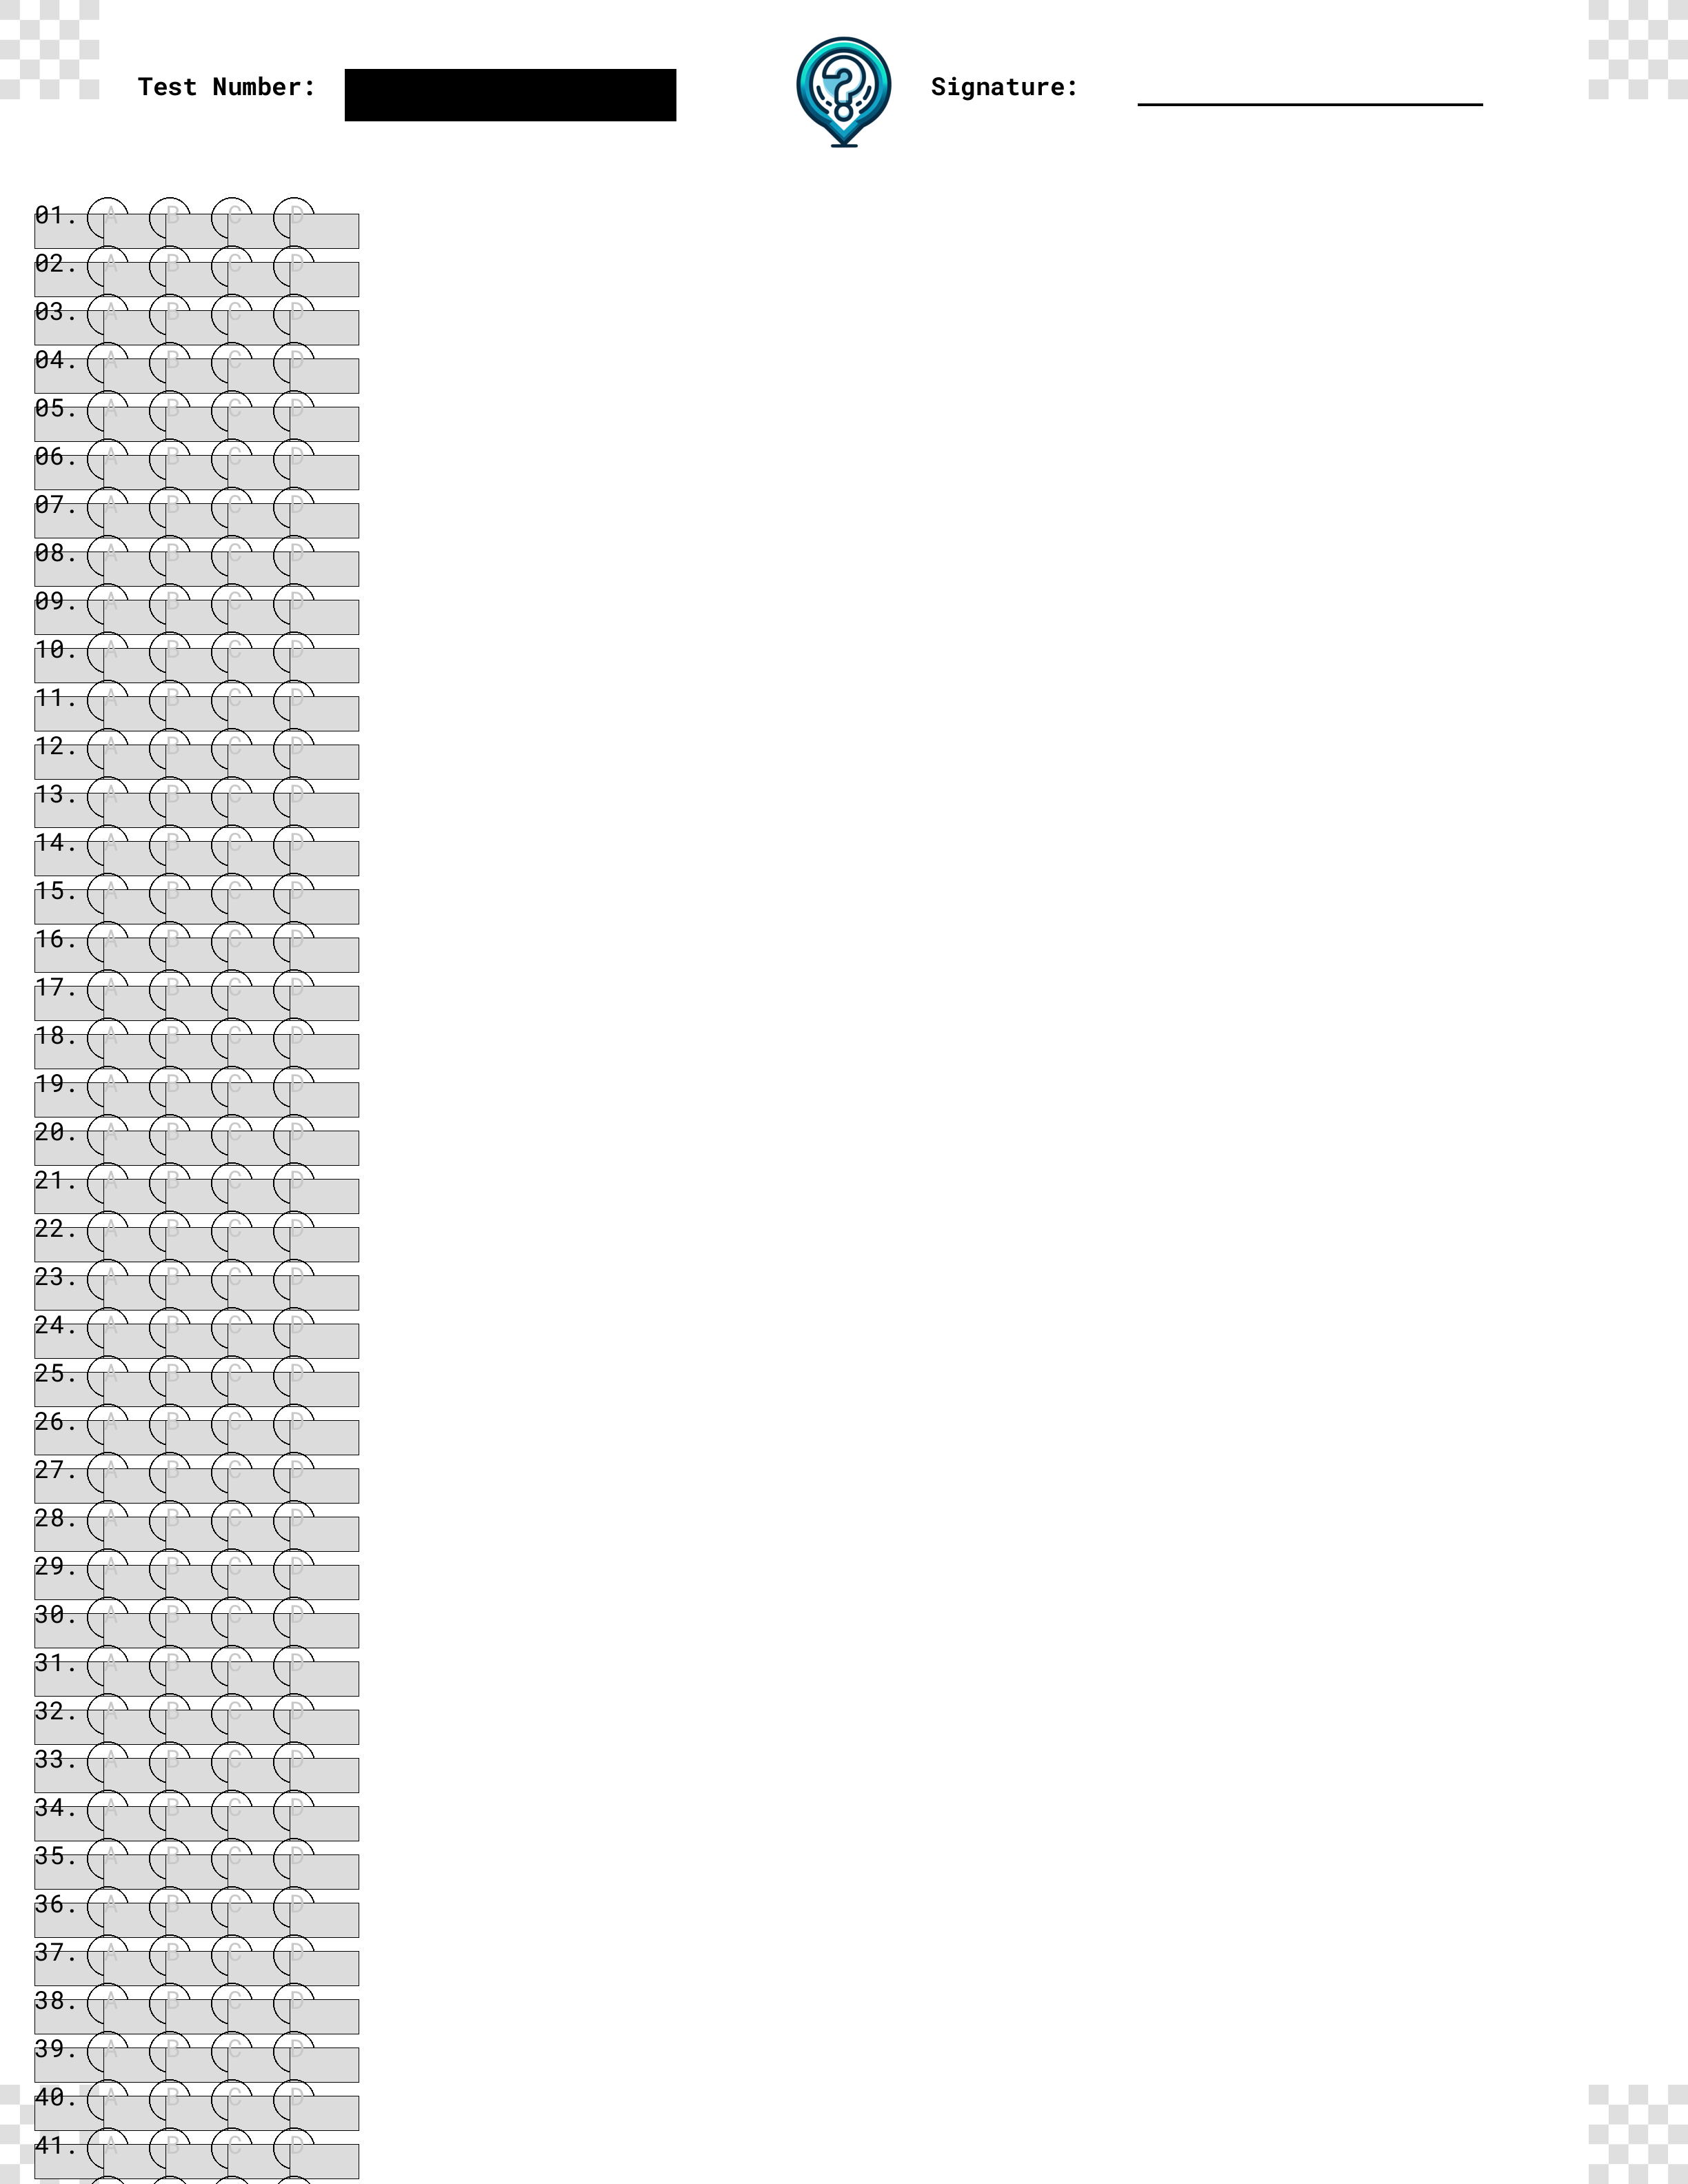 Test Number: ? Signature:
01. A B C D
02. A B C D
03. A B C D
04. A B C D
05. A B C D
06. A B C D
07. A B C D
08. A B C D
09. A B C D
10. A B C D
11. A B C D
12. A B C D
13. A B C D
14. A B C D
15. A B C D
16. A B C D
17. A B C D
18. A B C D
19. A B C D
20. A B C D
21. A B C D
22. A B C D
23. A B C D
24. A B C D
25. A B C D
26. A B C D
27. A B C D
28. A B C D
29. A B C D
30. A B C D
31. A B C D
32. A B C D
33. A B C D
34. A B C D
35. A B C D
36. A B C D
37. A B C D
38. A B C D
39. A B C D
40. A B C D
41. A B C D